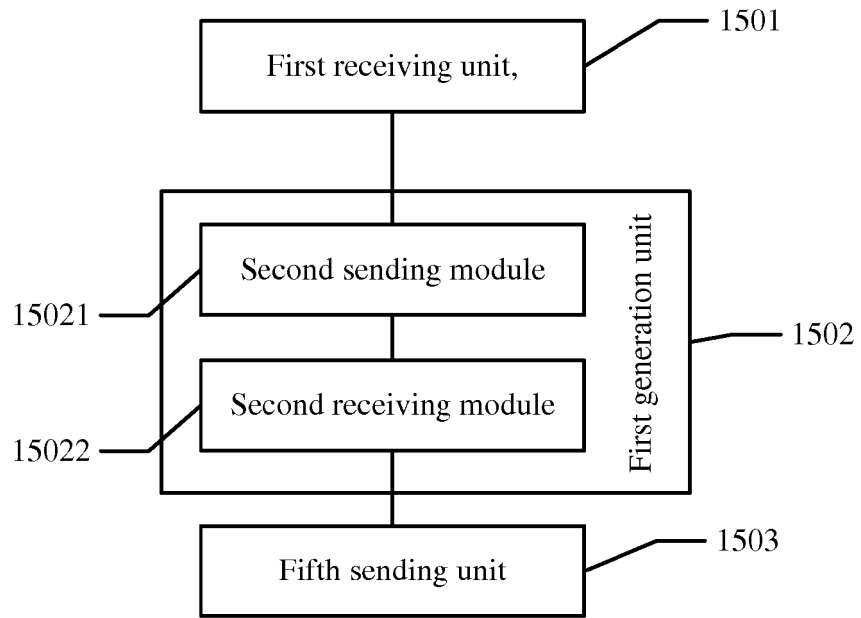 1501
First receiving unit,
First generation unit
Second sending module
15021
1502
Second receiving module
15022
1503
Fifth sending unit